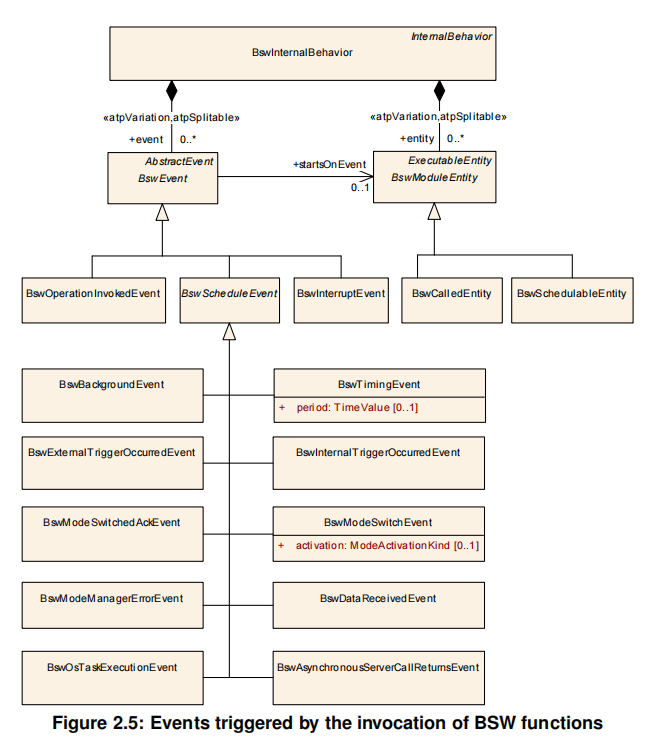 InternalBehavior
BswInternalBehavior
«atpVariation,atpSplitable» «atpVariation,atpSplitable»
+event 0..* +entity 0..*
AbstractEvent
BswEvent
+startsOnEvent
0..1
ExecutableEntity
BswModuleEntity
BswOperationInvokedEvent
BswScheduleEvent
BswInterruptEvent
BswCalledEntity
BswSchedulableEntity
BswBackgroundEvent
BswTimingEvent
+ period: TimeValue [0..1]
BswExternalTriggerOccurredEvent
BswInternalTriggerOccurredEvent
BswModeSwitchedAckEvent
BswModeSwitchEvent
+ activation: ModeActivationKind [0..1]
BswModeManagerErrorEvent
BswDataReceivedEvent
BswOsTaskExecutionEvent
BswAsynchronousServerCallReturnsEvent
Figure 2.5: Events triggered by the invocation of BSW functions